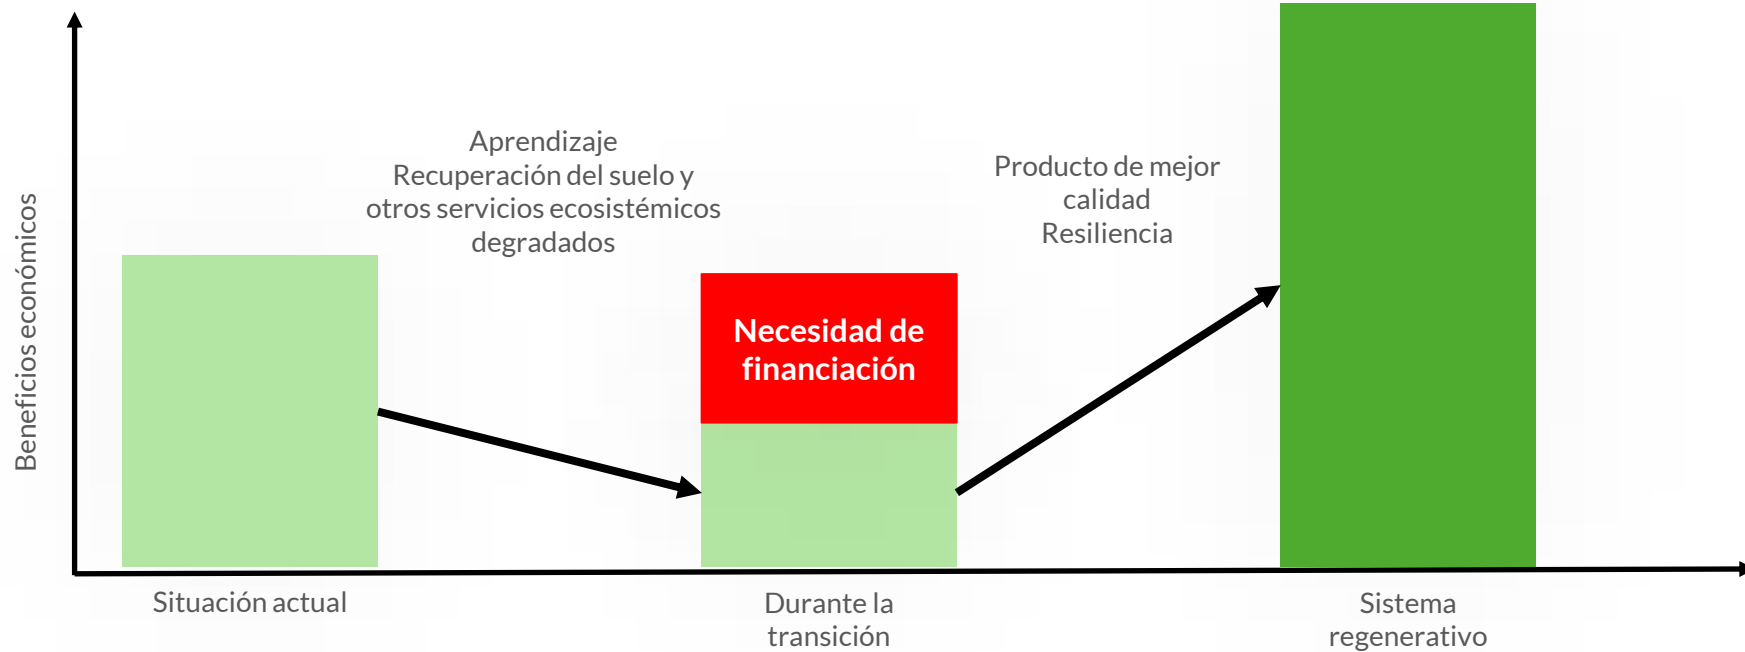 Beneficios económicos
Aprendizaje
Recuperación del suelo y
otros servicios ecosistémicos
degradados
Producto de mejor
calidad
Resiliencia
Necesidad de
financiación
Situación actual
Durante la
transición
Sistema
regenerativo